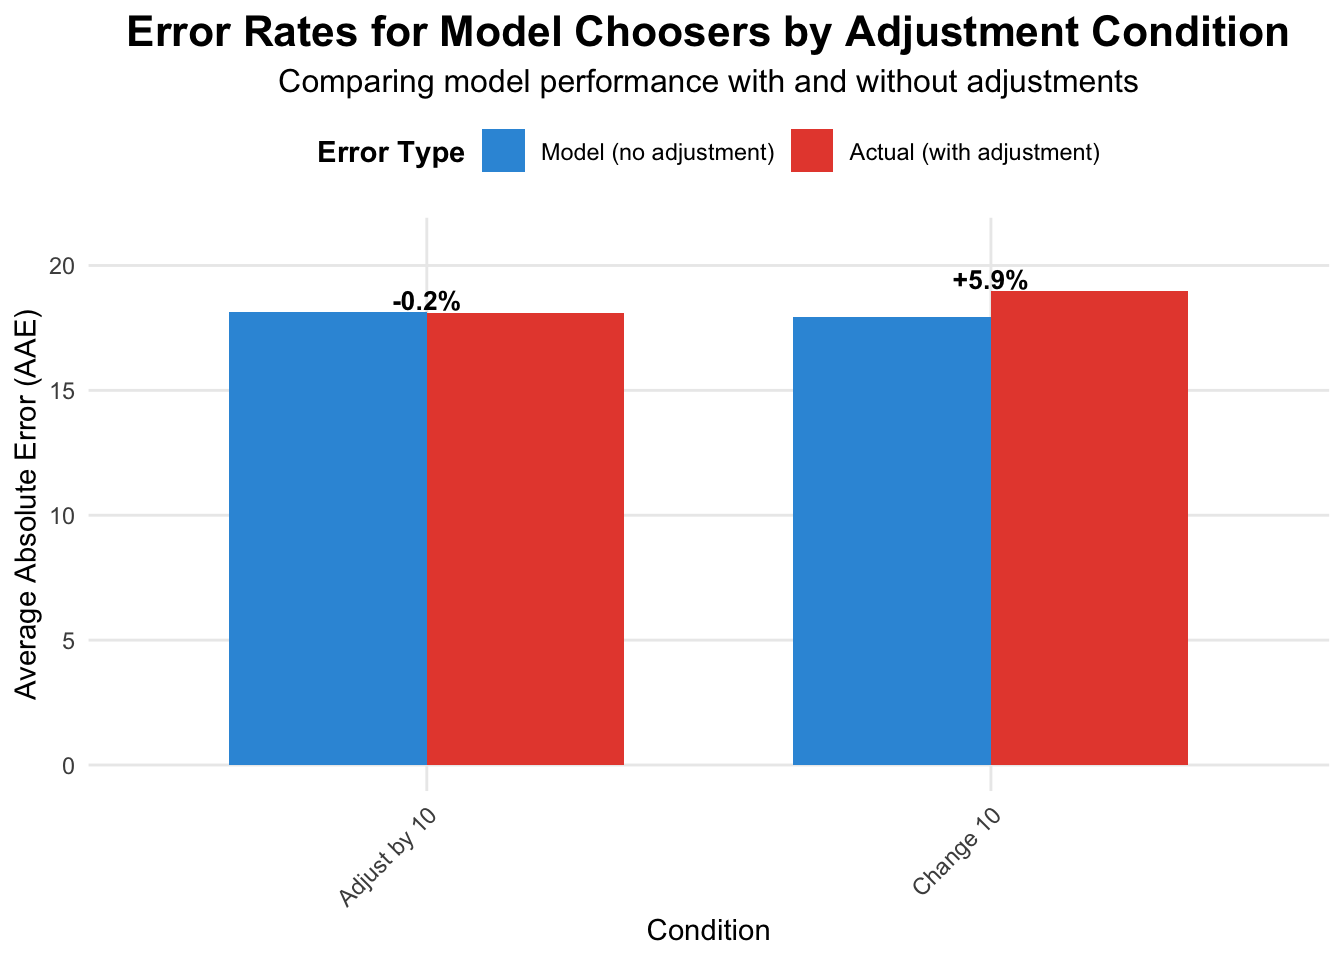 Error Rates for Model Choosers by Adjustment Condition
Comparing model performance with and without adjustments
Error Type Model (no adjustment) Actual (with adjustment)
Average Absolute Error (AAE)
20
15
10
5
0
-0.2%
+5.9%
Adjust by 10
Change 10
Condition